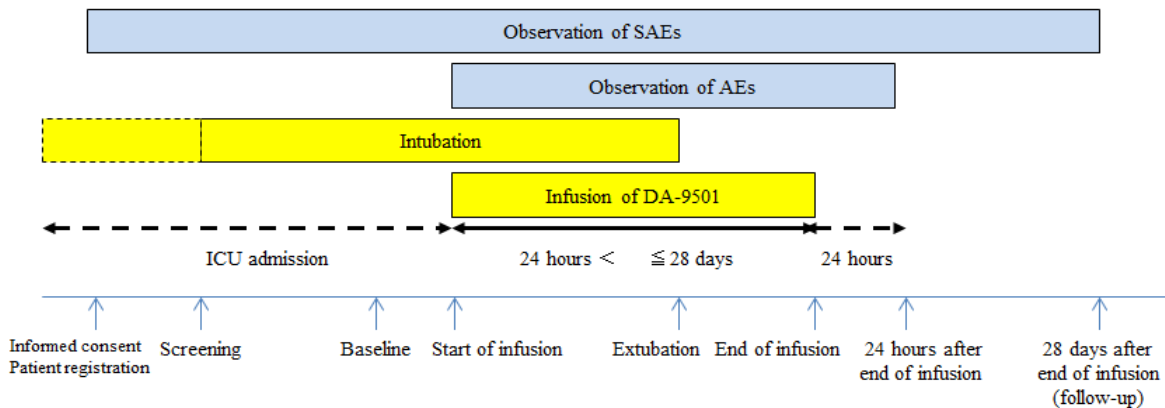 Observation of SAEs
Observation of AEs
Intubation
Infusion of DA-9501
ICU admission
24 hours < ≦ 28 days
24 hours
Informed consent
Patient registration
Screening
Baseline
Start of infusion
Extubation
End of infusion
24 hours after
end of infusion
28 days after
end of infusion
(follow-up)